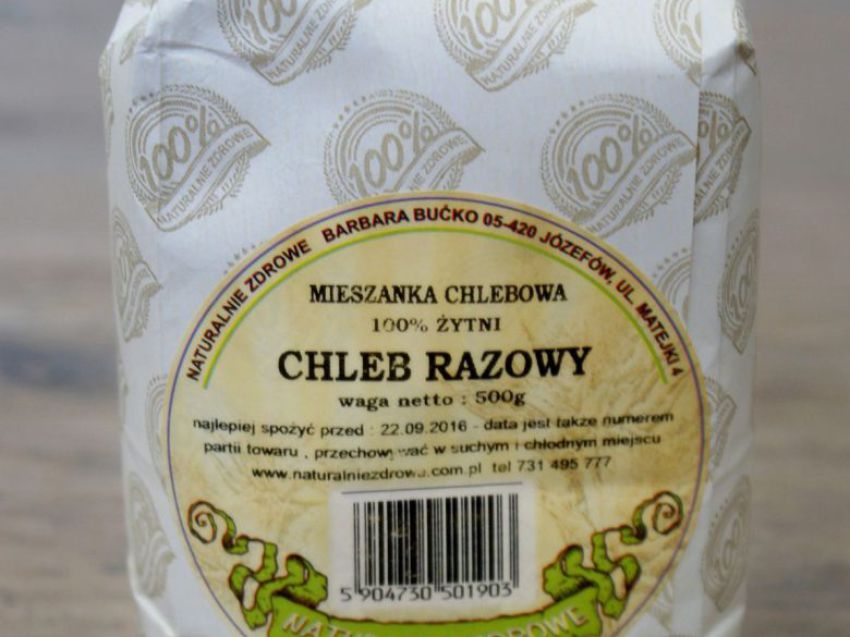 100%
NATURALNIE ZDROWE
NATURALNIE ZDROWE BARBARA BUĆKO 05-420 JÓZEFÓW, UL. MATEJKI 4
MIESZANKA CHLEBOWA
100% ŻYTNI
CHLEB RAZOWY
waga netto : 500g
najlepiej spożyć przed : 22.09.2016 - data jest także numerem
partii towaru , przechowywać w suchym i chłodnym miejscu
www.naturalniezdrowe.com.pl tel 731 495 777
5 904730 501903
NATURALNIE ZDROWE